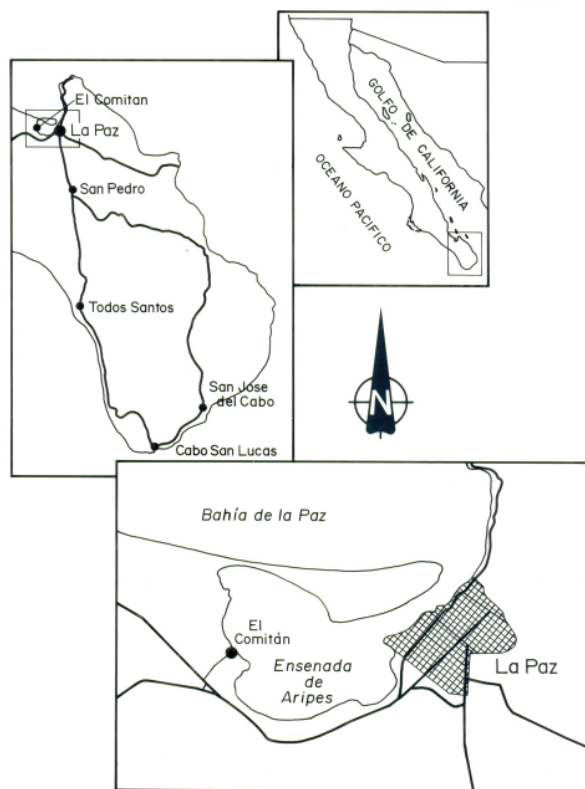 El Comitan
La Paz
San Pedro
Todos Santos
San Jose
del Cabo
Cabo San Lucas
GOLFO DE CALIFORNIA
OCEANO PACIFICO
N
Bahía de la Paz
El
Comitán
Ensenada
de
Aripes
La Paz